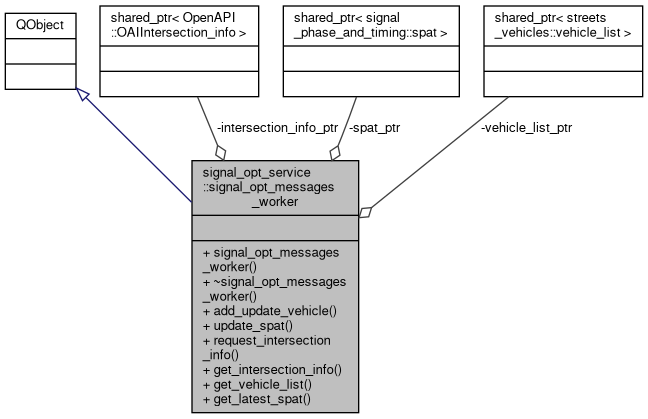 QObject
shared_ptr< OpenAPI
::OAIIntersection_info >
shared_ptr< signal
_phase_and_timing::spat >
shared_ptr< streets
_vehicles::vehicle_list >
-intersection_info_ptr
-spat_ptr
-vehicle_list_ptr
signal_opt_service
::signal_opt_messages
_worker
+ signal_opt_messages
_worker()
+ ~signal_opt_messages
_worker()
+ add_update_vehicle()
+ update_spat()
+ request_intersection
_info()
+ get_intersection_info()
+ get_vehicle_list()
+ get_latest_spat()